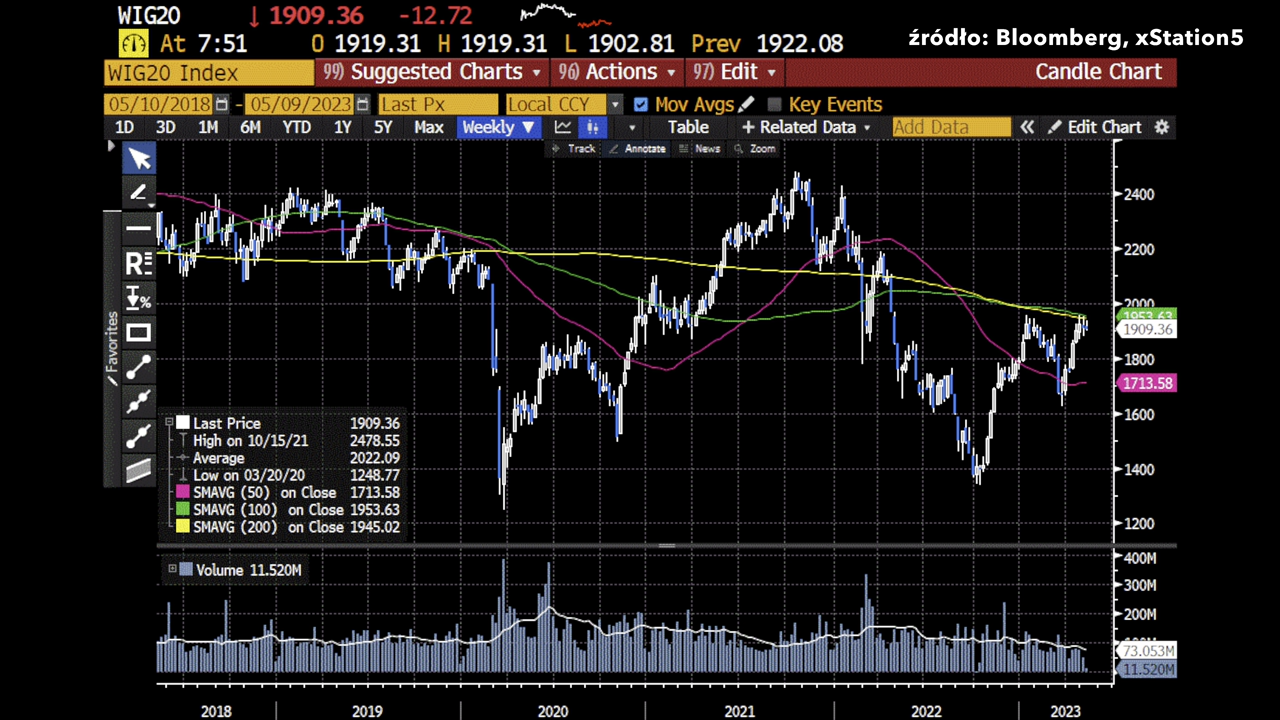 WIG20 ↓ 1909.36 -12.72
At 7:51 O 1919.31 H 1919.31 L 1902.81 Prev 1922.08
źródło: Bloomberg, xStation5
WIG20 Index 99) Suggested Charts 96) Actions 97) Edit Candle Chart
05/10/2018 - 05/09/2023 Last Px Local CCY Mov Avgs Key Events
1D 3D 1M 6M YTD 1Y 5Y Max Weekly ▼ Table + Related Data Add Data « Edit Chart
Track Annotate News Zoom
Favorites
R
%
2400
2200
2000
1953.63
1909.36
1800
1713.58
1600
1400
1200
Last Price 1909.36
High on 10/15/21 2478.55
Average 2022.09
Low on 03/20/20 1248.77
SMAVG (50) on Close 1713.58
SMAVG (100) on Close 1953.63
SMAVG (200) on Close 1945.02
Volume 11.520M
400M
300M
200M
73.053M
11.520M
2018 2019 2020 2021 2022 2023